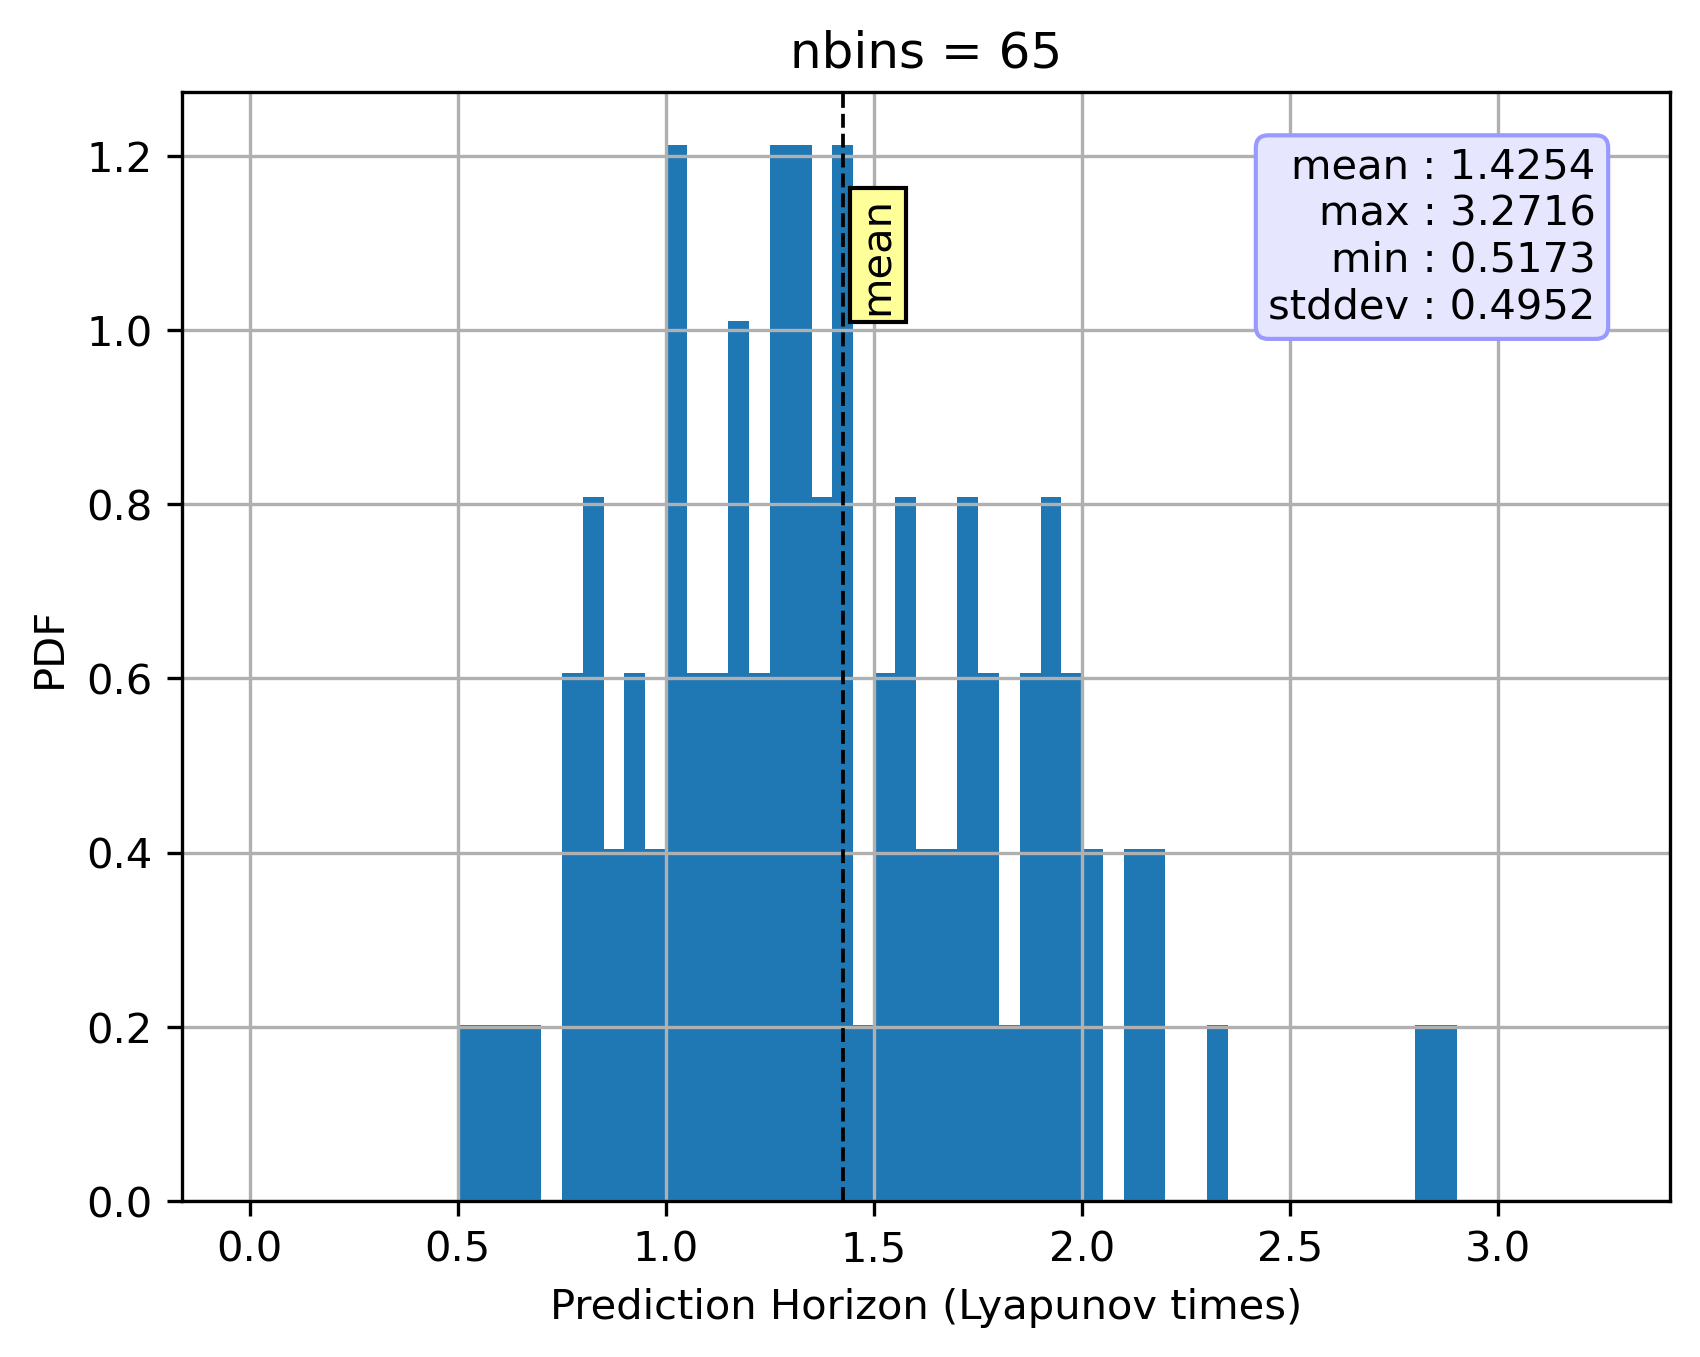 nbins = 65
mean : 1.4254
max : 3.2716
min : 0.5173
stddev : 0.4952
mean
PDF
1.2
1.0
0.8
0.6
0.4
0.2
0.0
0.0 0.5 1.0 1.5 2.0 2.5 3.0
Prediction Horizon (Lyapunov times)